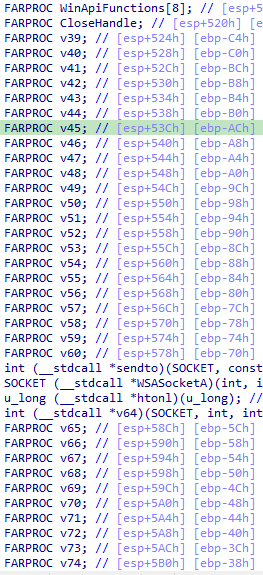 FARPROC WinApiFunctions[8]; // [esp+5
FARPROC CloseHandle; // [esp+520h] [e
FARPROC v39; // [esp+524h] [ebp-C4h]
FARPROC v40; // [esp+528h] [ebp-C0h]
FARPROC v41; // [esp+52Ch] [ebp-BCh]
FARPROC v42; // [esp+530h] [ebp-B8h]
FARPROC v43; // [esp+534h] [ebp-B4h]
FARPROC v44; // [esp+538h] [ebp-B0h]
FARPROC v45; // [esp+53Ch] [ebp-ACh]
FARPROC v46; // [esp+540h] [ebp-A8h]
FARPROC v47; // [esp+544h] [ebp-A4h]
FARPROC v48; // [esp+548h] [ebp-A0h]
FARPROC v49; // [esp+54Ch] [ebp-9Ch]
FARPROC v50; // [esp+550h] [ebp-98h]
FARPROC v51; // [esp+554h] [ebp-94h]
FARPROC v52; // [esp+558h] [ebp-90h]
FARPROC v53; // [esp+55Ch] [ebp-8Ch]
FARPROC v54; // [esp+560h] [ebp-88h]
FARPROC v55; // [esp+564h] [ebp-84h]
FARPROC v56; // [esp+568h] [ebp-80h]
FARPROC v57; // [esp+56Ch] [ebp-7Ch]
FARPROC v58; // [esp+570h] [ebp-78h]
FARPROC v59; // [esp+574h] [ebp-74h]
FARPROC v60; // [esp+578h] [ebp-70h]
int (__stdcall *sendto)(SOCKET, const
SOCKET (__stdcall *WSASocketA)(int, i
u_long (__stdcall *htonl)(u_long); //
int (__stdcall *v64)(SOCKET, int, int
FARPROC v65; // [esp+58Ch] [ebp-5Ch]
FARPROC v66; // [esp+590h] [ebp-58h]
FARPROC v67; // [esp+594h] [ebp-54h]
FARPROC v68; // [esp+598h] [ebp-50h]
FARPROC v69; // [esp+59Ch] [ebp-4Ch]
FARPROC v70; // [esp+5A0h] [ebp-48h]
FARPROC v71; // [esp+5A4h] [ebp-44h]
FARPROC v72; // [esp+5A8h] [ebp-40h]
FARPROC v73; // [esp+5ACh] [ebp-3Ch]
FARPROC v74; // [esp+5B0h] [ebp-38h]